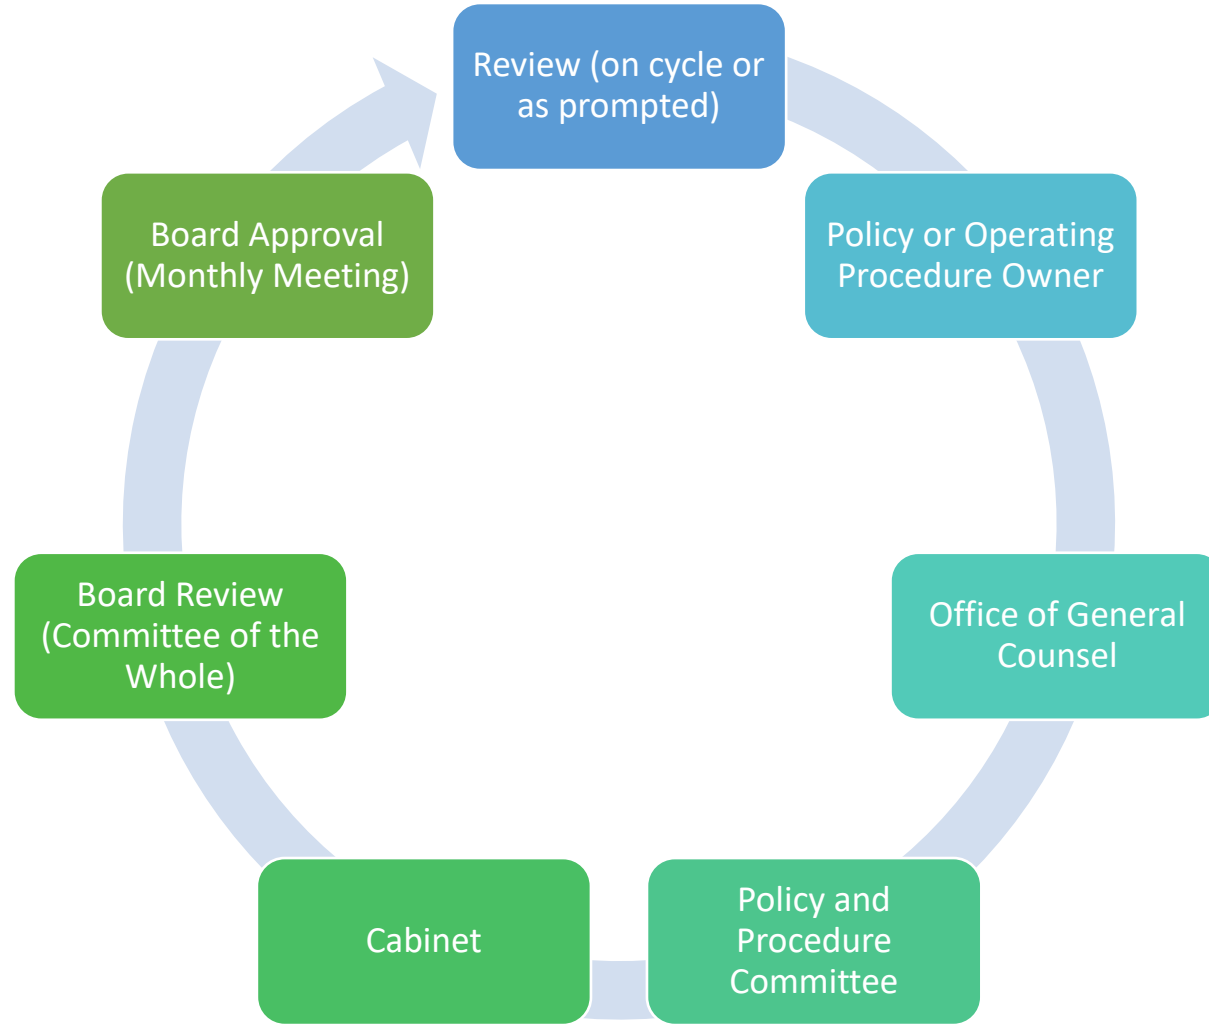 Review (on cycle or
as prompted)
Policy or Operating
Procedure Owner
Office of General
Counsel
Policy and
Procedure
Committee
Cabinet
Board Review
(Committee of the
Whole)
Board Approval
(Monthly Meeting)